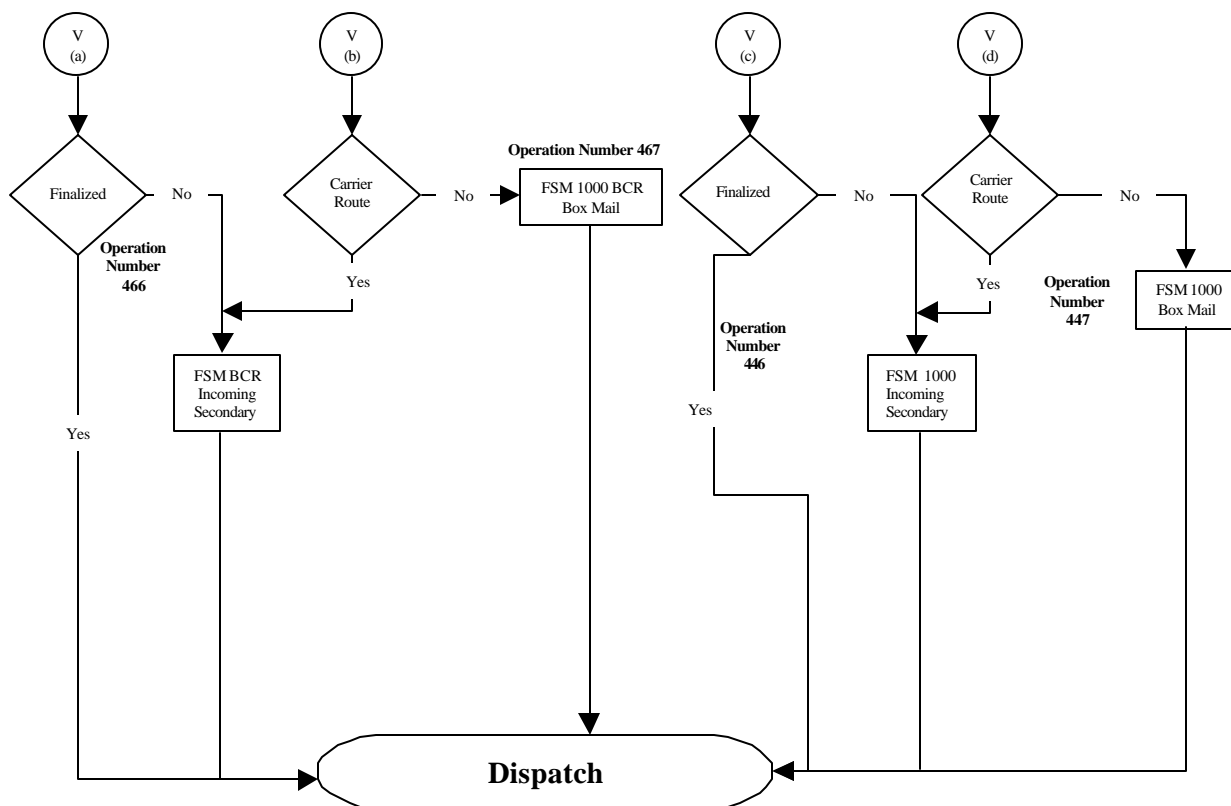 V
(a)
V
(b)
V
(c)
V
(d)
Finalized
No
Operation
Number
466
Yes
FSM BCR
Incoming
Secondary
Carrier
Route
No
Yes
Operation Number 467
FSM 1000 BCR
Box Mail
Finalized
No
Operation
Number
446
Yes
FSM 1000
Incoming
Secondary
Carrier
Route
No
Yes
Operation
Number
447
FSM 1000
Box Mail
Dispatch